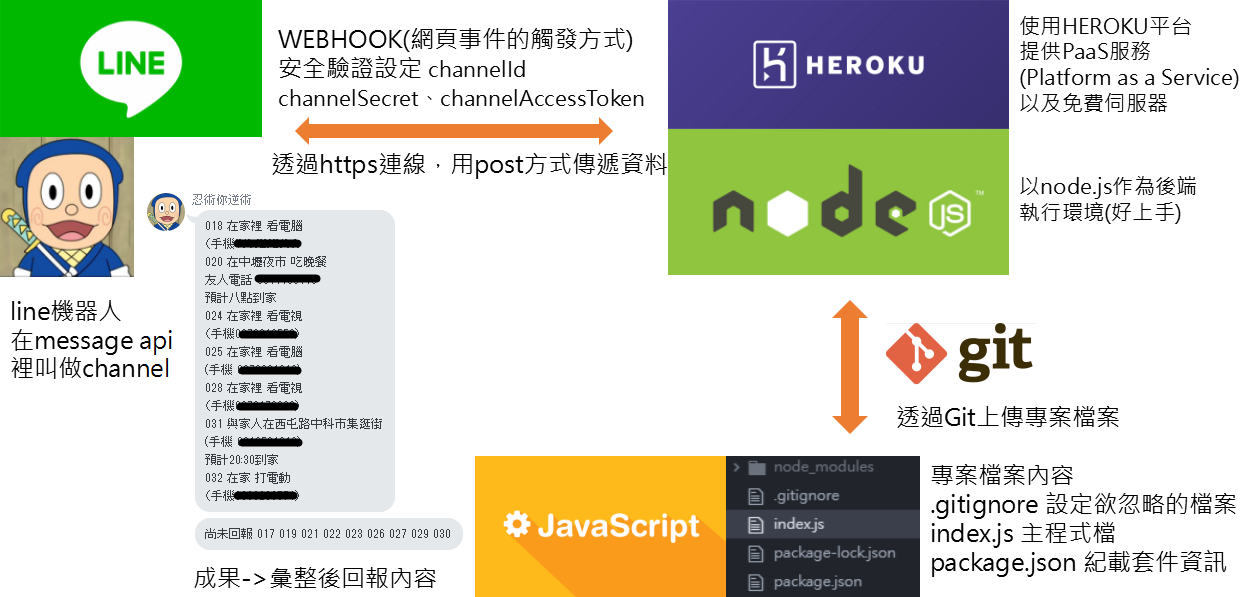 LINE
WEBHOOK(網頁事件的觸發方式)
安全驗證設定 channelId
channelSecret、channelAccessToken
透過https連線，用post方式傳遞資料
HEROKU
使用HEROKU平台
提供PaaS服務
(Platform as a Service)
以及免費伺服器
node
JS
™
以node.js作為後端
執行環境(好上手)
line機器人
在message api
裡叫做channel
忍術你逆術
018 在家裡 看電腦
(手機
020 在中壢夜市 吃晚餐
友人電話
預計八點到家
024 在家裡 看電視
(手機
025 在家裡 看電腦
(手機
028 在家裡 看電視
(手機
031 與家人在西屯路中科市集逛街
(手機
預計20:30到家
032 在家 打電動
(手機
尚未回報 017 019 021 022 023 026 027 029 030
成果->彙整後回報內容
git
透過Git上傳專案檔案
JavaScript
node_modules
.gitignore
index.js
package-lock.json
package.json
專案檔案內容
.gitignore 設定欲忽略的檔案
index.js 主程式檔
package.json 紀載套件資訊